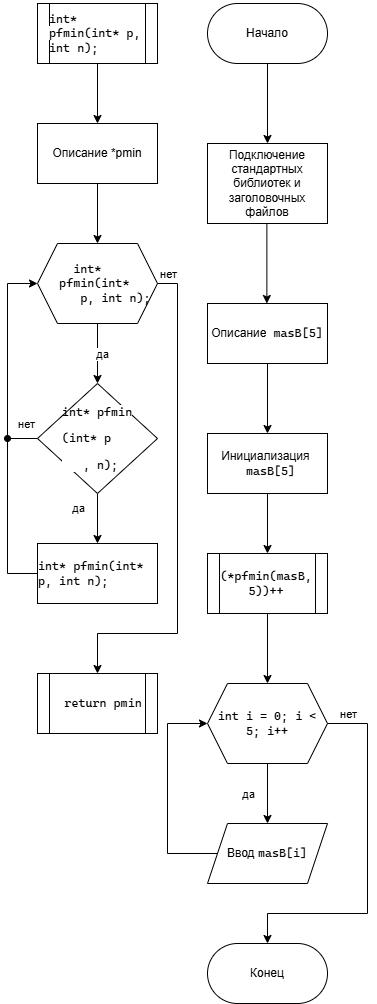 int*
pfmin(int* p,
int n);
Описание *pmin
int*
pfmin(int*
p, int n);
нет
да
int* pfmin
(int* p
, n);
нет
да
int* pfmin(int*
p, int n);
return pmin
Начало
Подключение
стандартных
библиотек и
заголовочных
файлов
Описание masB[5]
Инициализация
masB[5]
(*pfmin(masB,
5))++
int i = 0; i <
5; i++
нет
да
Ввод masB[i]
Конец